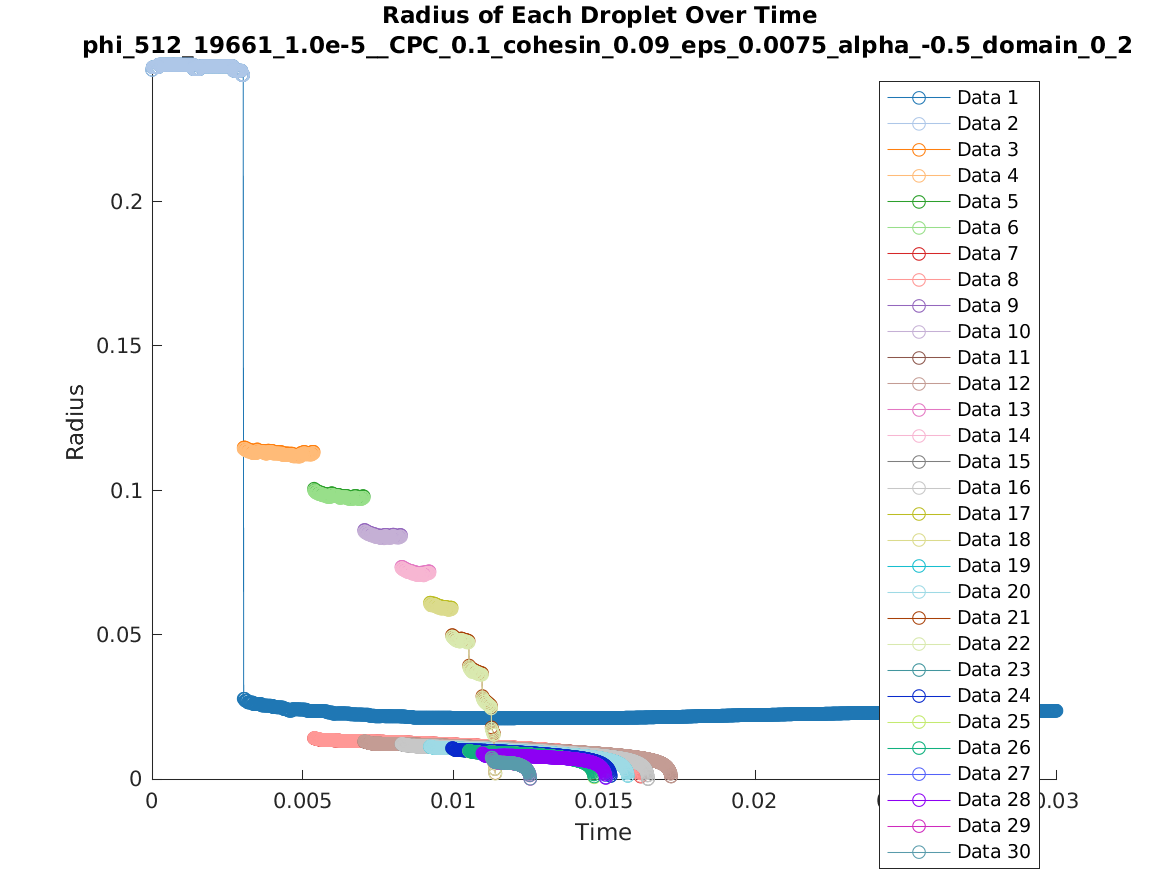 Radius of Each Droplet Over Time
phi_512_19661_1.0e-5__CPC_0.1_cohesin_0.09_eps_0.0075_alpha_-0.5_domain_0_2
Radius
0.2
0.15
0.1
0.05
0
0
0.005
0.01
0.015
0.02
0.03
Time
Data 1
Data 2
Data 3
Data 4
Data 5
Data 6
Data 7
Data 8
Data 9
Data 10
Data 11
Data 12
Data 13
Data 14
Data 15
Data 16
Data 17
Data 18
Data 19
Data 20
Data 21
Data 22
Data 23
Data 24
Data 25
Data 26
Data 27
Data 28
Data 29
Data 30